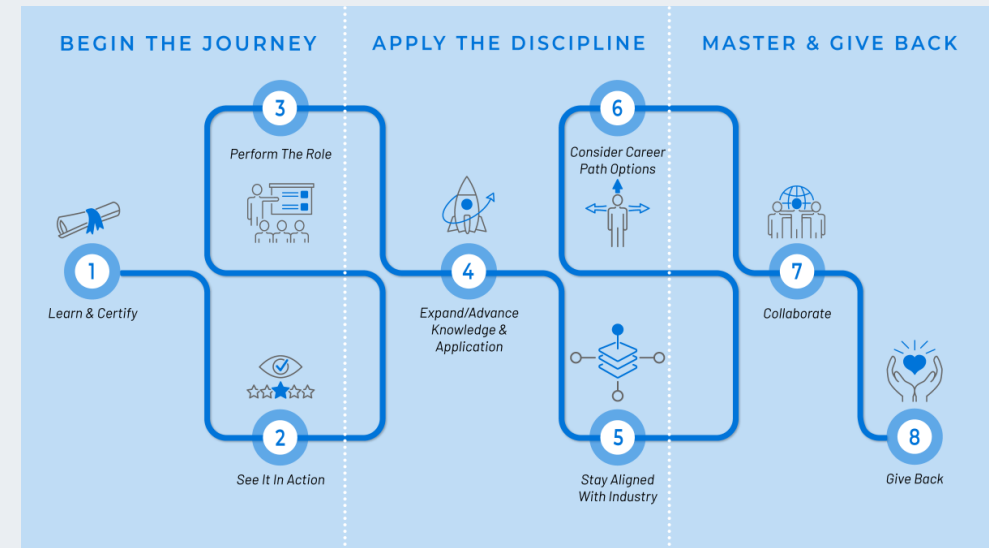 BEGIN THE JOURNEY
APPLY THE DISCIPLINE
MASTER & GIVE BACK
1
Learn & Certify
2
See It In Action
3
Perform The Role
4
Expand/Advance
Knowledge &
Application
5
Stay Aligned
With Industry
6
Consider Career
Path Options
7
Collaborate
8
Give Back